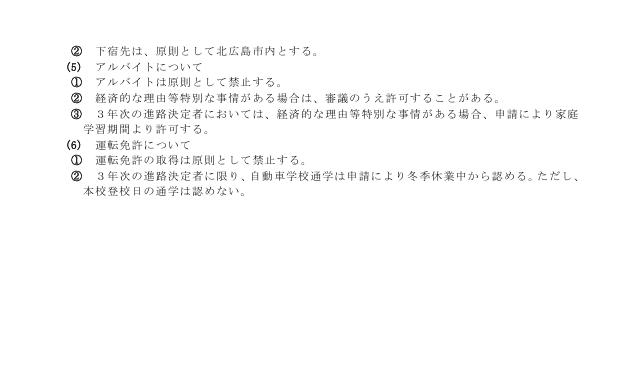 ②　下宿先は、原則として北広島市内とする。
(5)　アルバイトについて
①　アルバイトは原則として禁止する。
②　経済的な理由等特別な事情がある場合は、審議のうえ許可することがある。
③　３年次の進路決定者においては、経済的な理由等特別な事情がある場合、申請により家庭
学習期間より許可する。
(6)　運転免許について
①　運転免許の取得は原則として禁止する。
②　３年次の進路決定者に限り、自動車学校通学は申請により冬季休業中から認める。ただし、
本校登校日の通学は認めない。